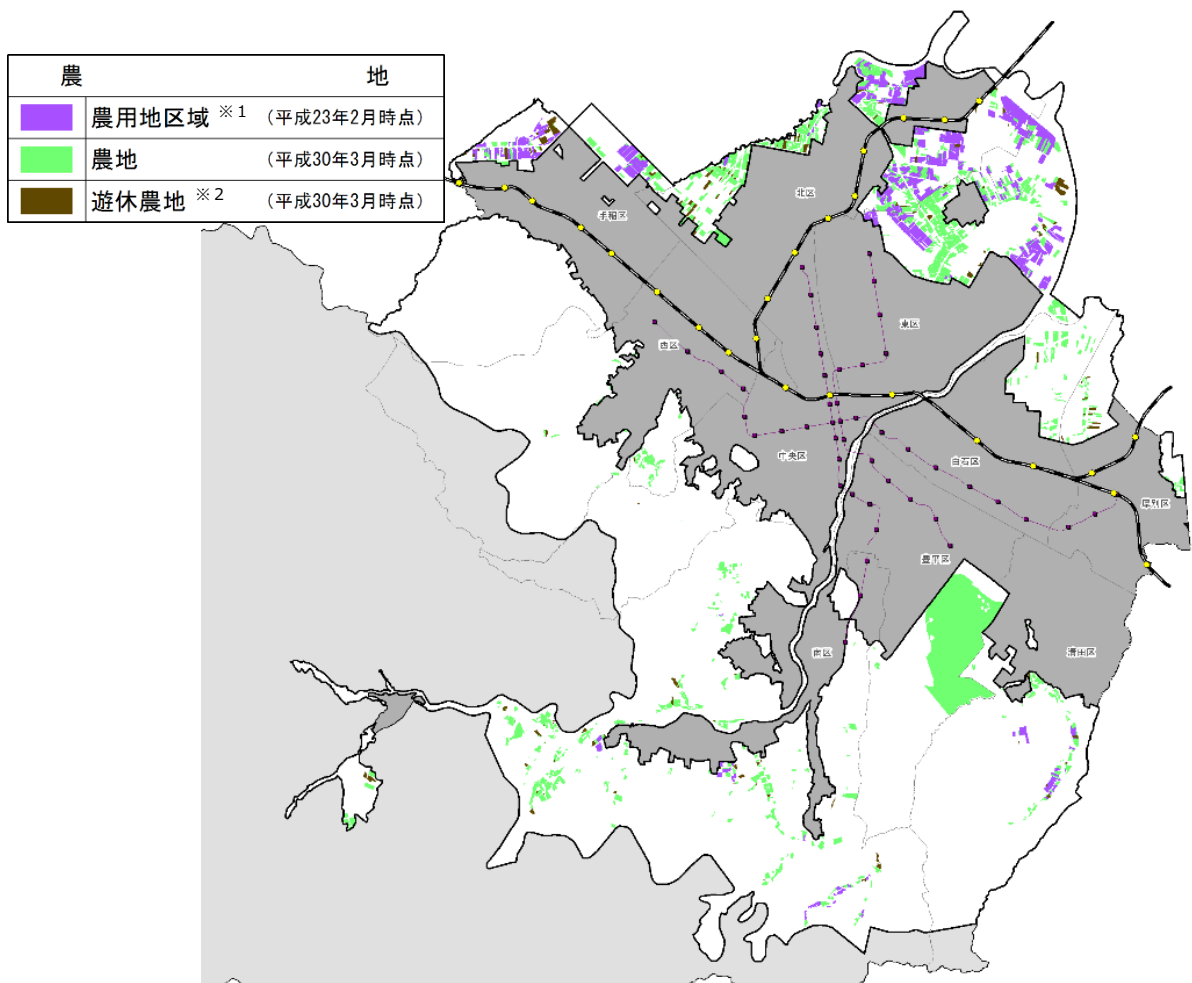 農 地
農用地区域 ※1 (平成23年2月時点)
農地 (平成30年3月時点)
遊休農地 ※2 (平成30年3月時点)
北区
手稲区
東区
西区
中央区
白石区
厚別区
豊平区
南区
清田区